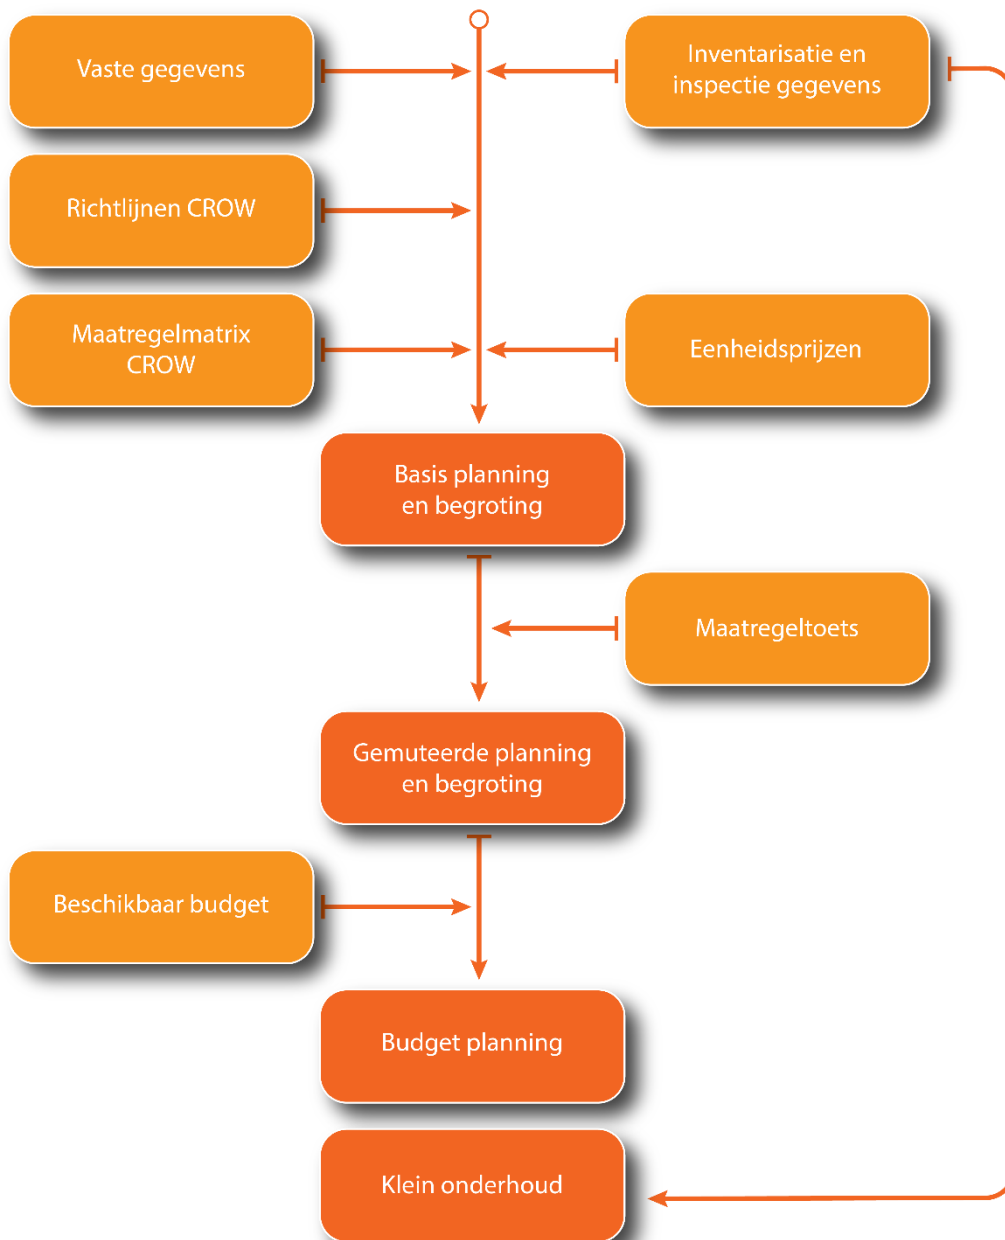 Vaste gegevens
Inventarisatie en
inspectie gegevens
Richtlijnen CROW
Maatregelmatrix
CROW
Eenheidsprijzen
Basis planning
en begroting
Maatregeltoets
Gemuteerde planning
en begroting
Beschikbaar budget
Budget planning
Klein onderhoud